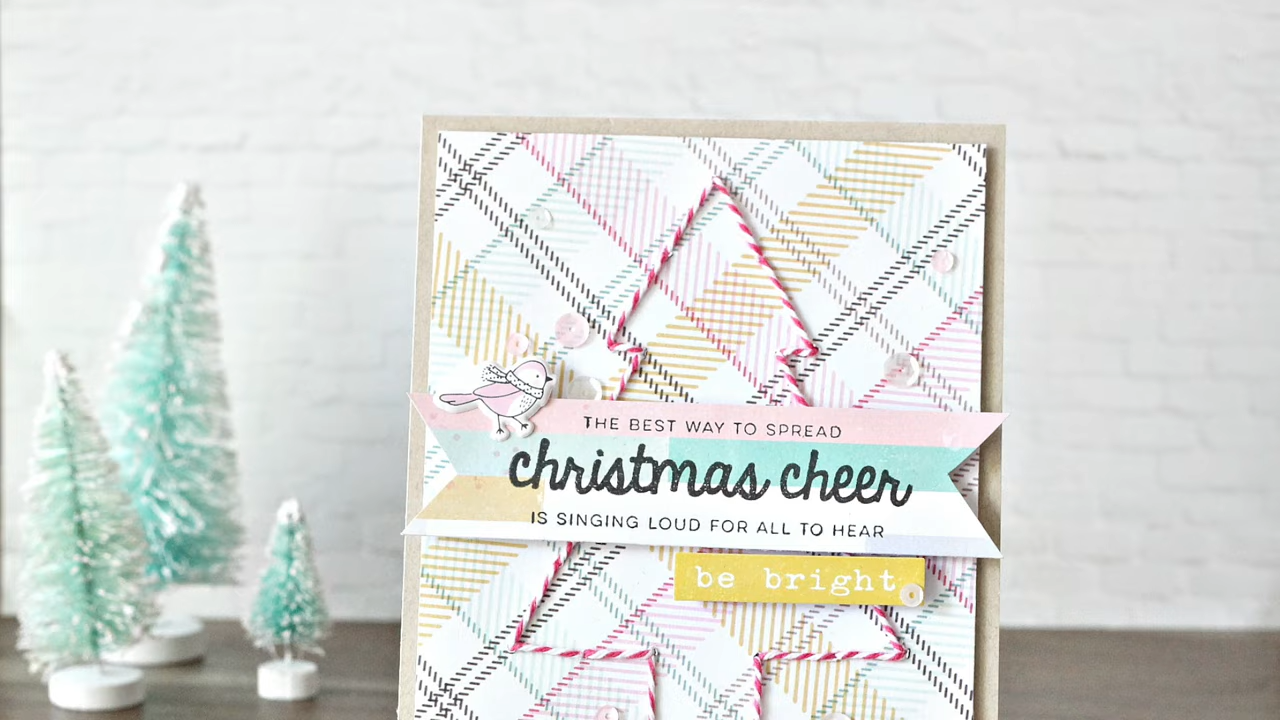 THE BEST WAY TO SPREAD
christmas cheer
IS SINGING LOUD FOR ALL TO HEAR
be bright